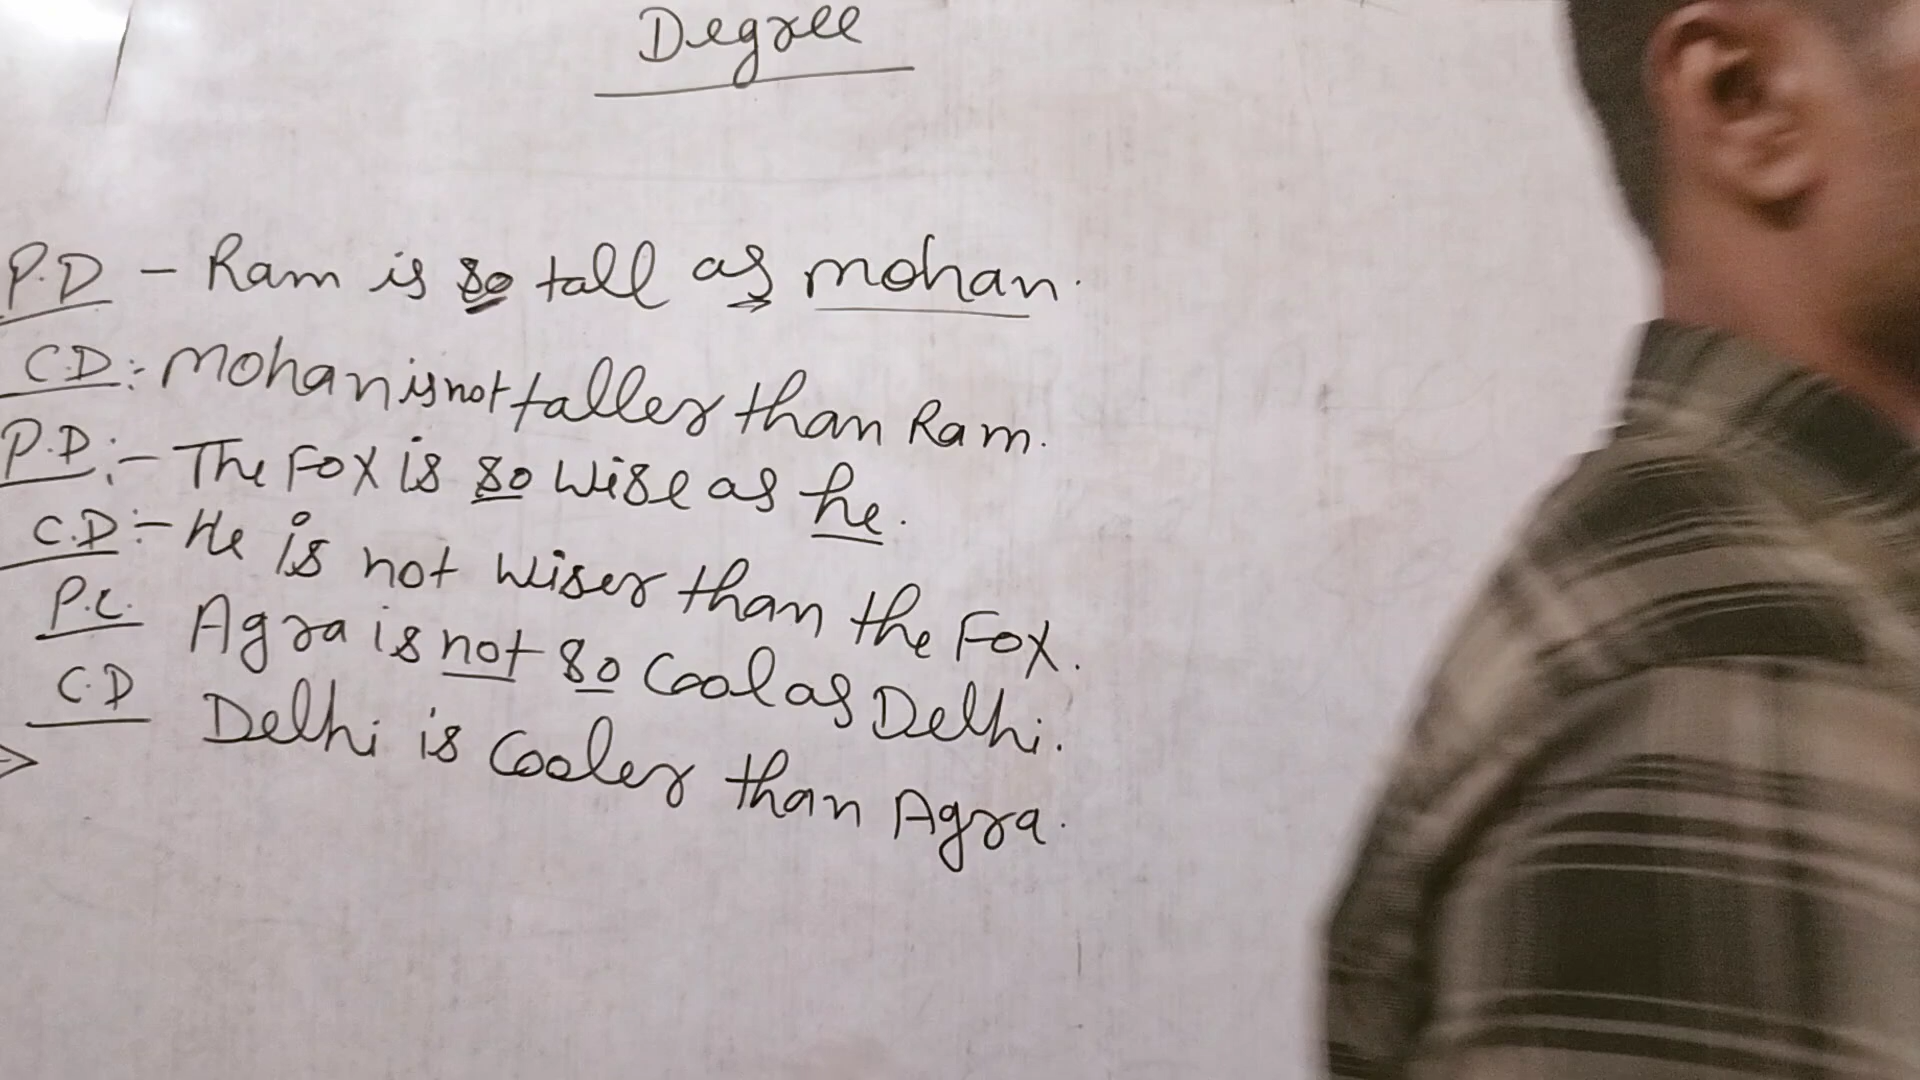 Degree
P.D - Ram is so tall as mohan.
C.D:- Mohan is not taller than Ram.
P.D:- The Fox is so wise as he.
C.D:- He is not wiser than the Fox.
P.C. Agra is not so Cool as Delhi.
C.D Delhi is Cooler than Agra.